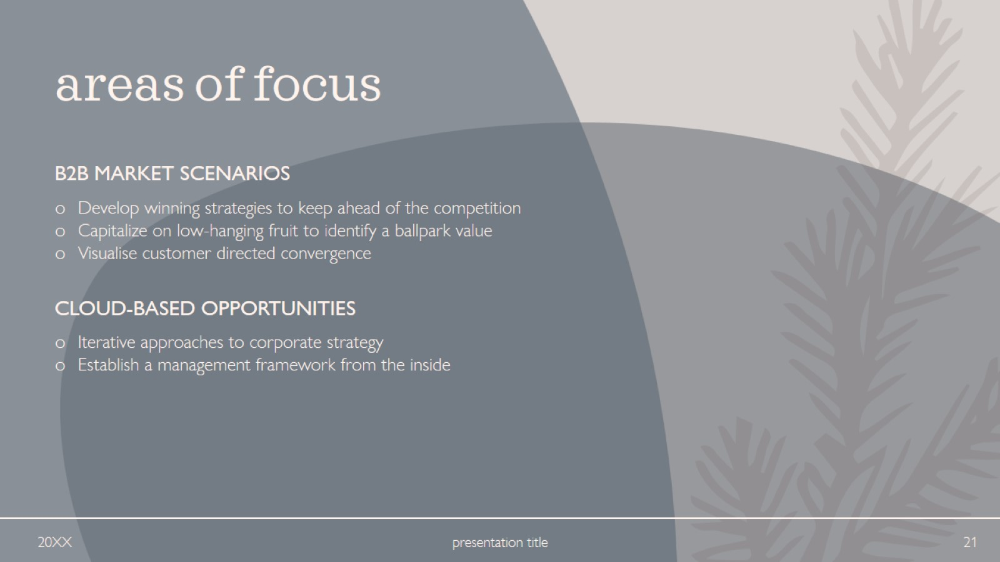 areas of focus
B2B MARKET SCENARIOS
o Develop winning strategies to keep ahead of the competition
o Capitalize on low-hanging fruit to identify a ballpark value
o Visualise customer directed convergence
CLOUD-BASED OPPORTUNITIES
o Iterative approaches to corporate strategy
o Establish a management framework from the inside
20XX
presentation title
21